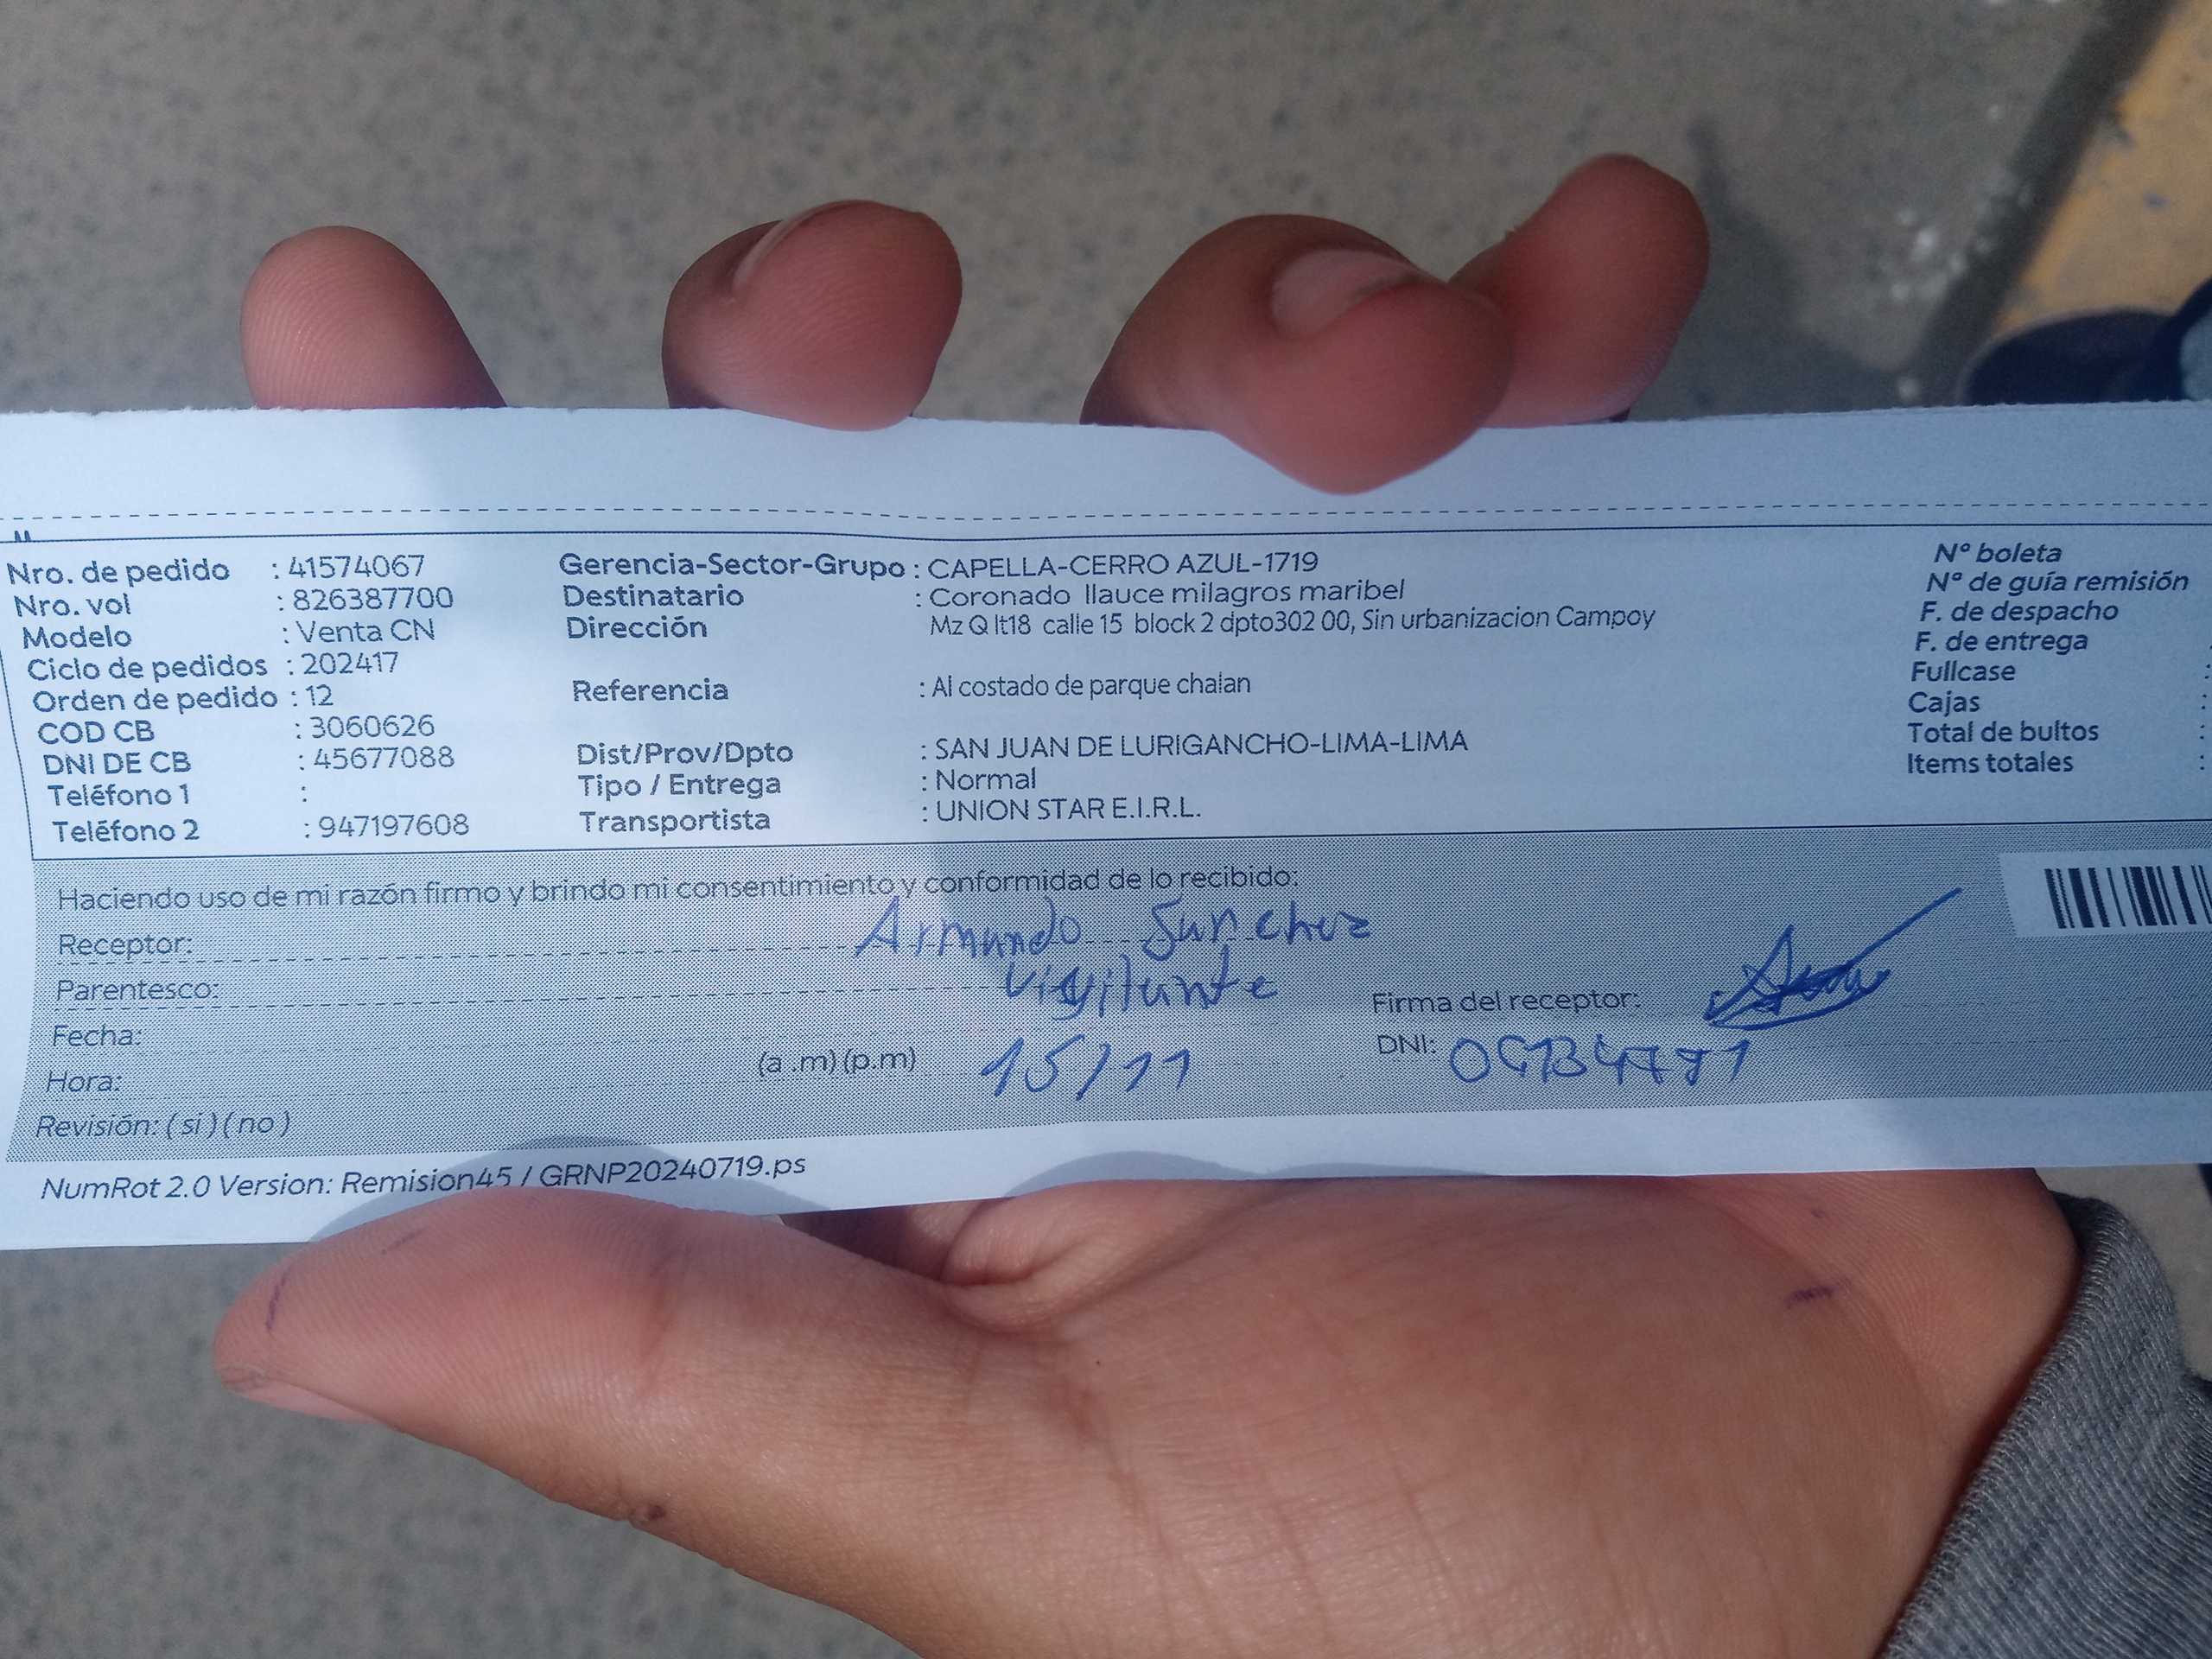 Nro. de pedido : 41574067
Nro. vol : 826387700
Modelo : Venta CN
Ciclo de pedidos : 202417
Orden de pedido : 12
COD CB : 3060626
DNI DE CB : 45677088
Teléfono 1 :
Teléfono 2 : 947197608
Gerencia-Sector-Grupo : CAPELLA-CERRO AZUL-1719
Destinatario : Coronado llauce milagros maribel
Dirección Mz Q lt18 calle 15 block 2 dpto302 00, Sin urbanizacion Campoy
Referencia : Al costado de parque chalan
Dist/Prov/Dpto : SAN JUAN DE LURIGANCHO-LIMA-LIMA
Tipo / Entrega : Normal
Transportista : UNION STAR E.I.R.L.
N° boleta
N° de guía remisión
F. de despacho
F. de entrega
Fullcase :
Cajas :
Total de bultos :
Items totales :
Haciendo uso de mi razón firmo y brindo mi consentimiento y conformidad de lo recibido:
Receptor: Armando Sanchez
Parentesco: Vigilante
Fecha:
Hora: (a .m) (p.m) 15/11
Revisión: ( si ) ( no )
Firma del receptor:
DNI:
NumRot 2.0 Version: Remision45 / GRNP20240719.ps